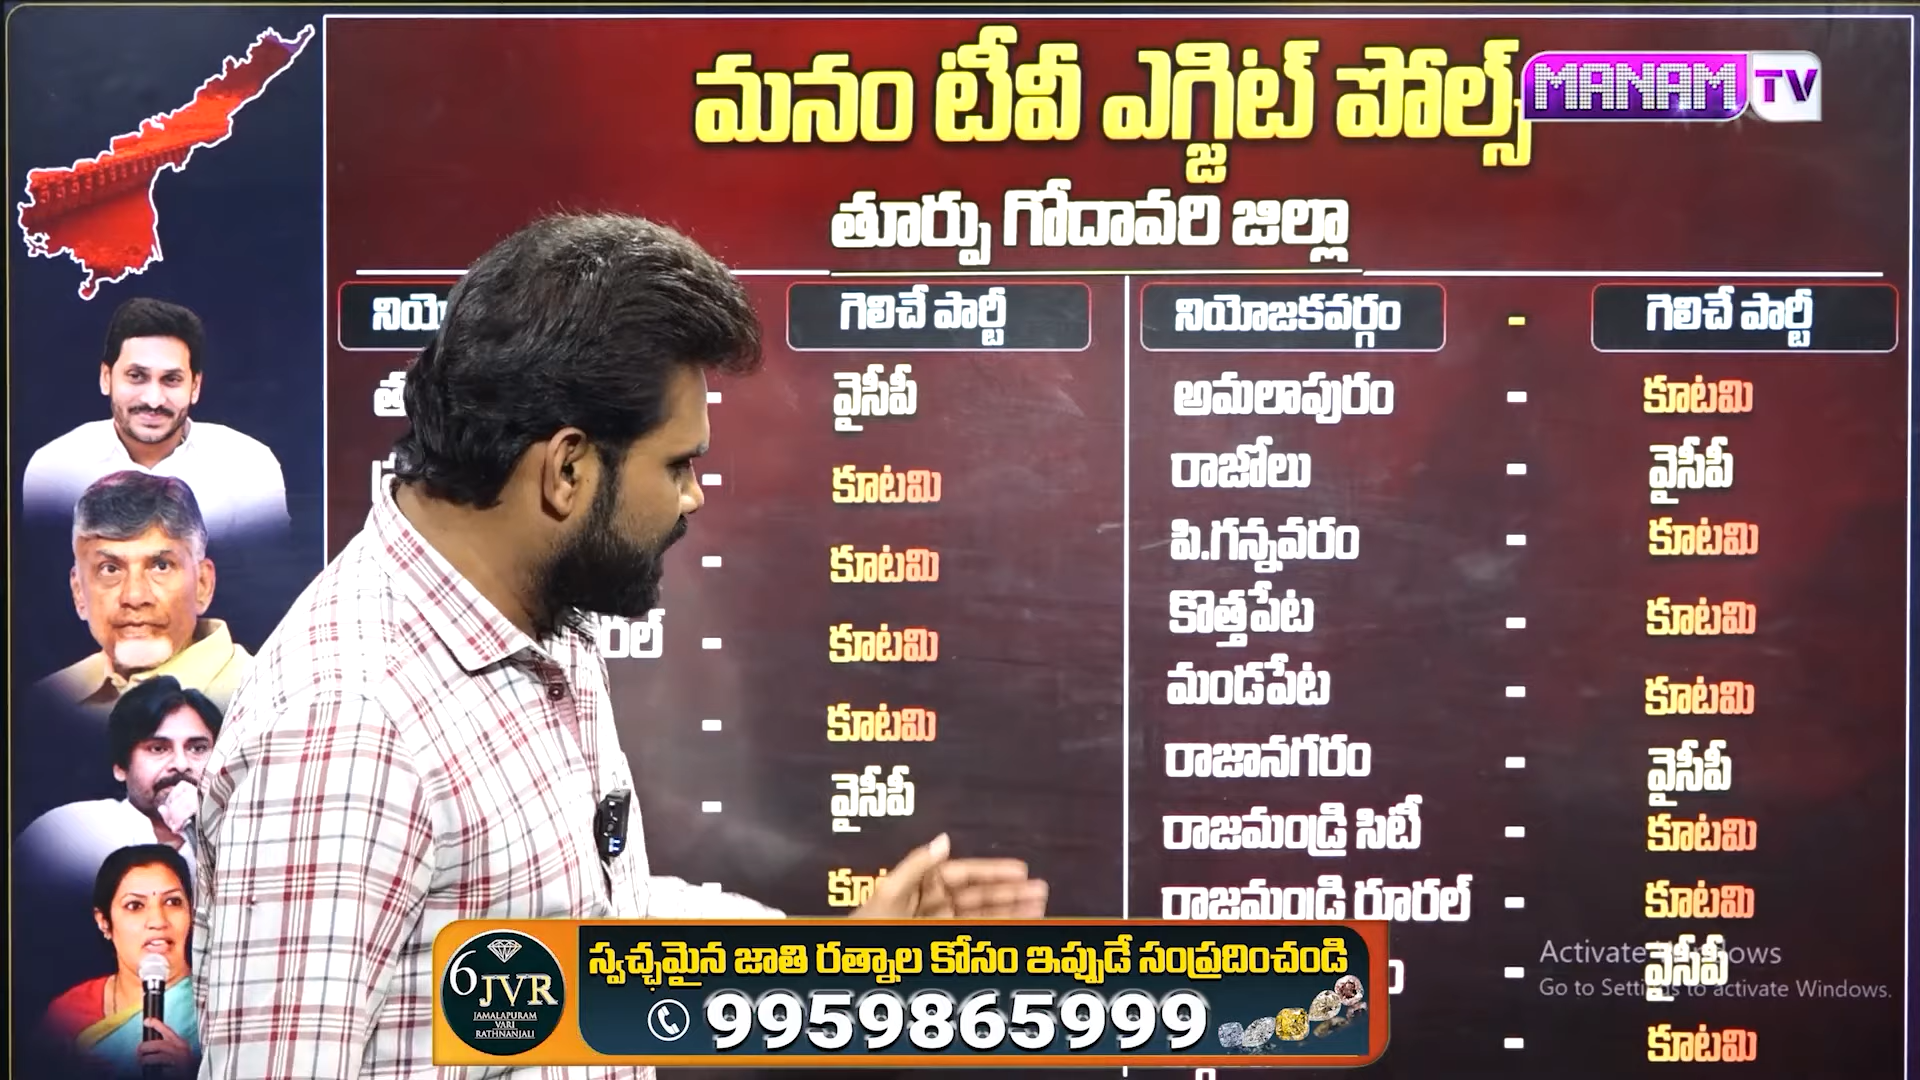 మనం టీవీ ఎగ్జిట్ పోల్స్
MANAM TV
తూర్పు గోదావరి జిల్లా
గెలిచే పార్టీ
నియోజకవర్గం - గెలిచే పార్టీ
- వైసీపీ
- కూటమి
- కూటమి
- కూటమి
- కూటమి
- వైసీపీ
అమలాపురం - కూటమి
రాజోలు - వైసీపీ
పి.గన్నవరం - కూటమి
కొత్తపేట - కూటమి
మండపేట - కూటమి
రాజానగరం - వైసీపీ
రాజమండ్రి సిటీ - కూటమి
రాజమండ్రి రూరల్ - కూటమి
- వైసీపీ
- కూటమి
Activate Windows
Go to Settings to activate Windows.
6 JVR
JAMALAPURAM
VARI
RATHNANJALI
స్వచ్ఛమైన జాతి రత్నాల కోసం ఇప్పుడే సంప్రదించండి
9959865999